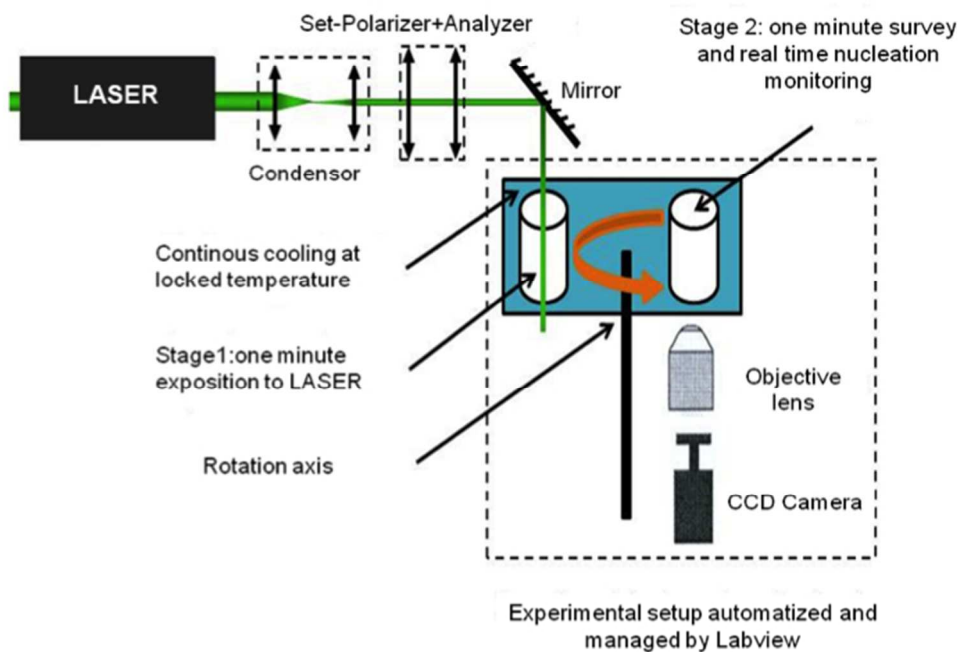 Set-Polarizer+Analyzer
Stage 2: one minute survey
and real time nucleation
monitoring
LASER
Mirror
Condensor
Continous cooling at
locked temperature
Stage1:one minute
exposition to LASER
Objective
lens
Rotation axis
CCD Camera
Experimental setup automatized and
managed by Labview